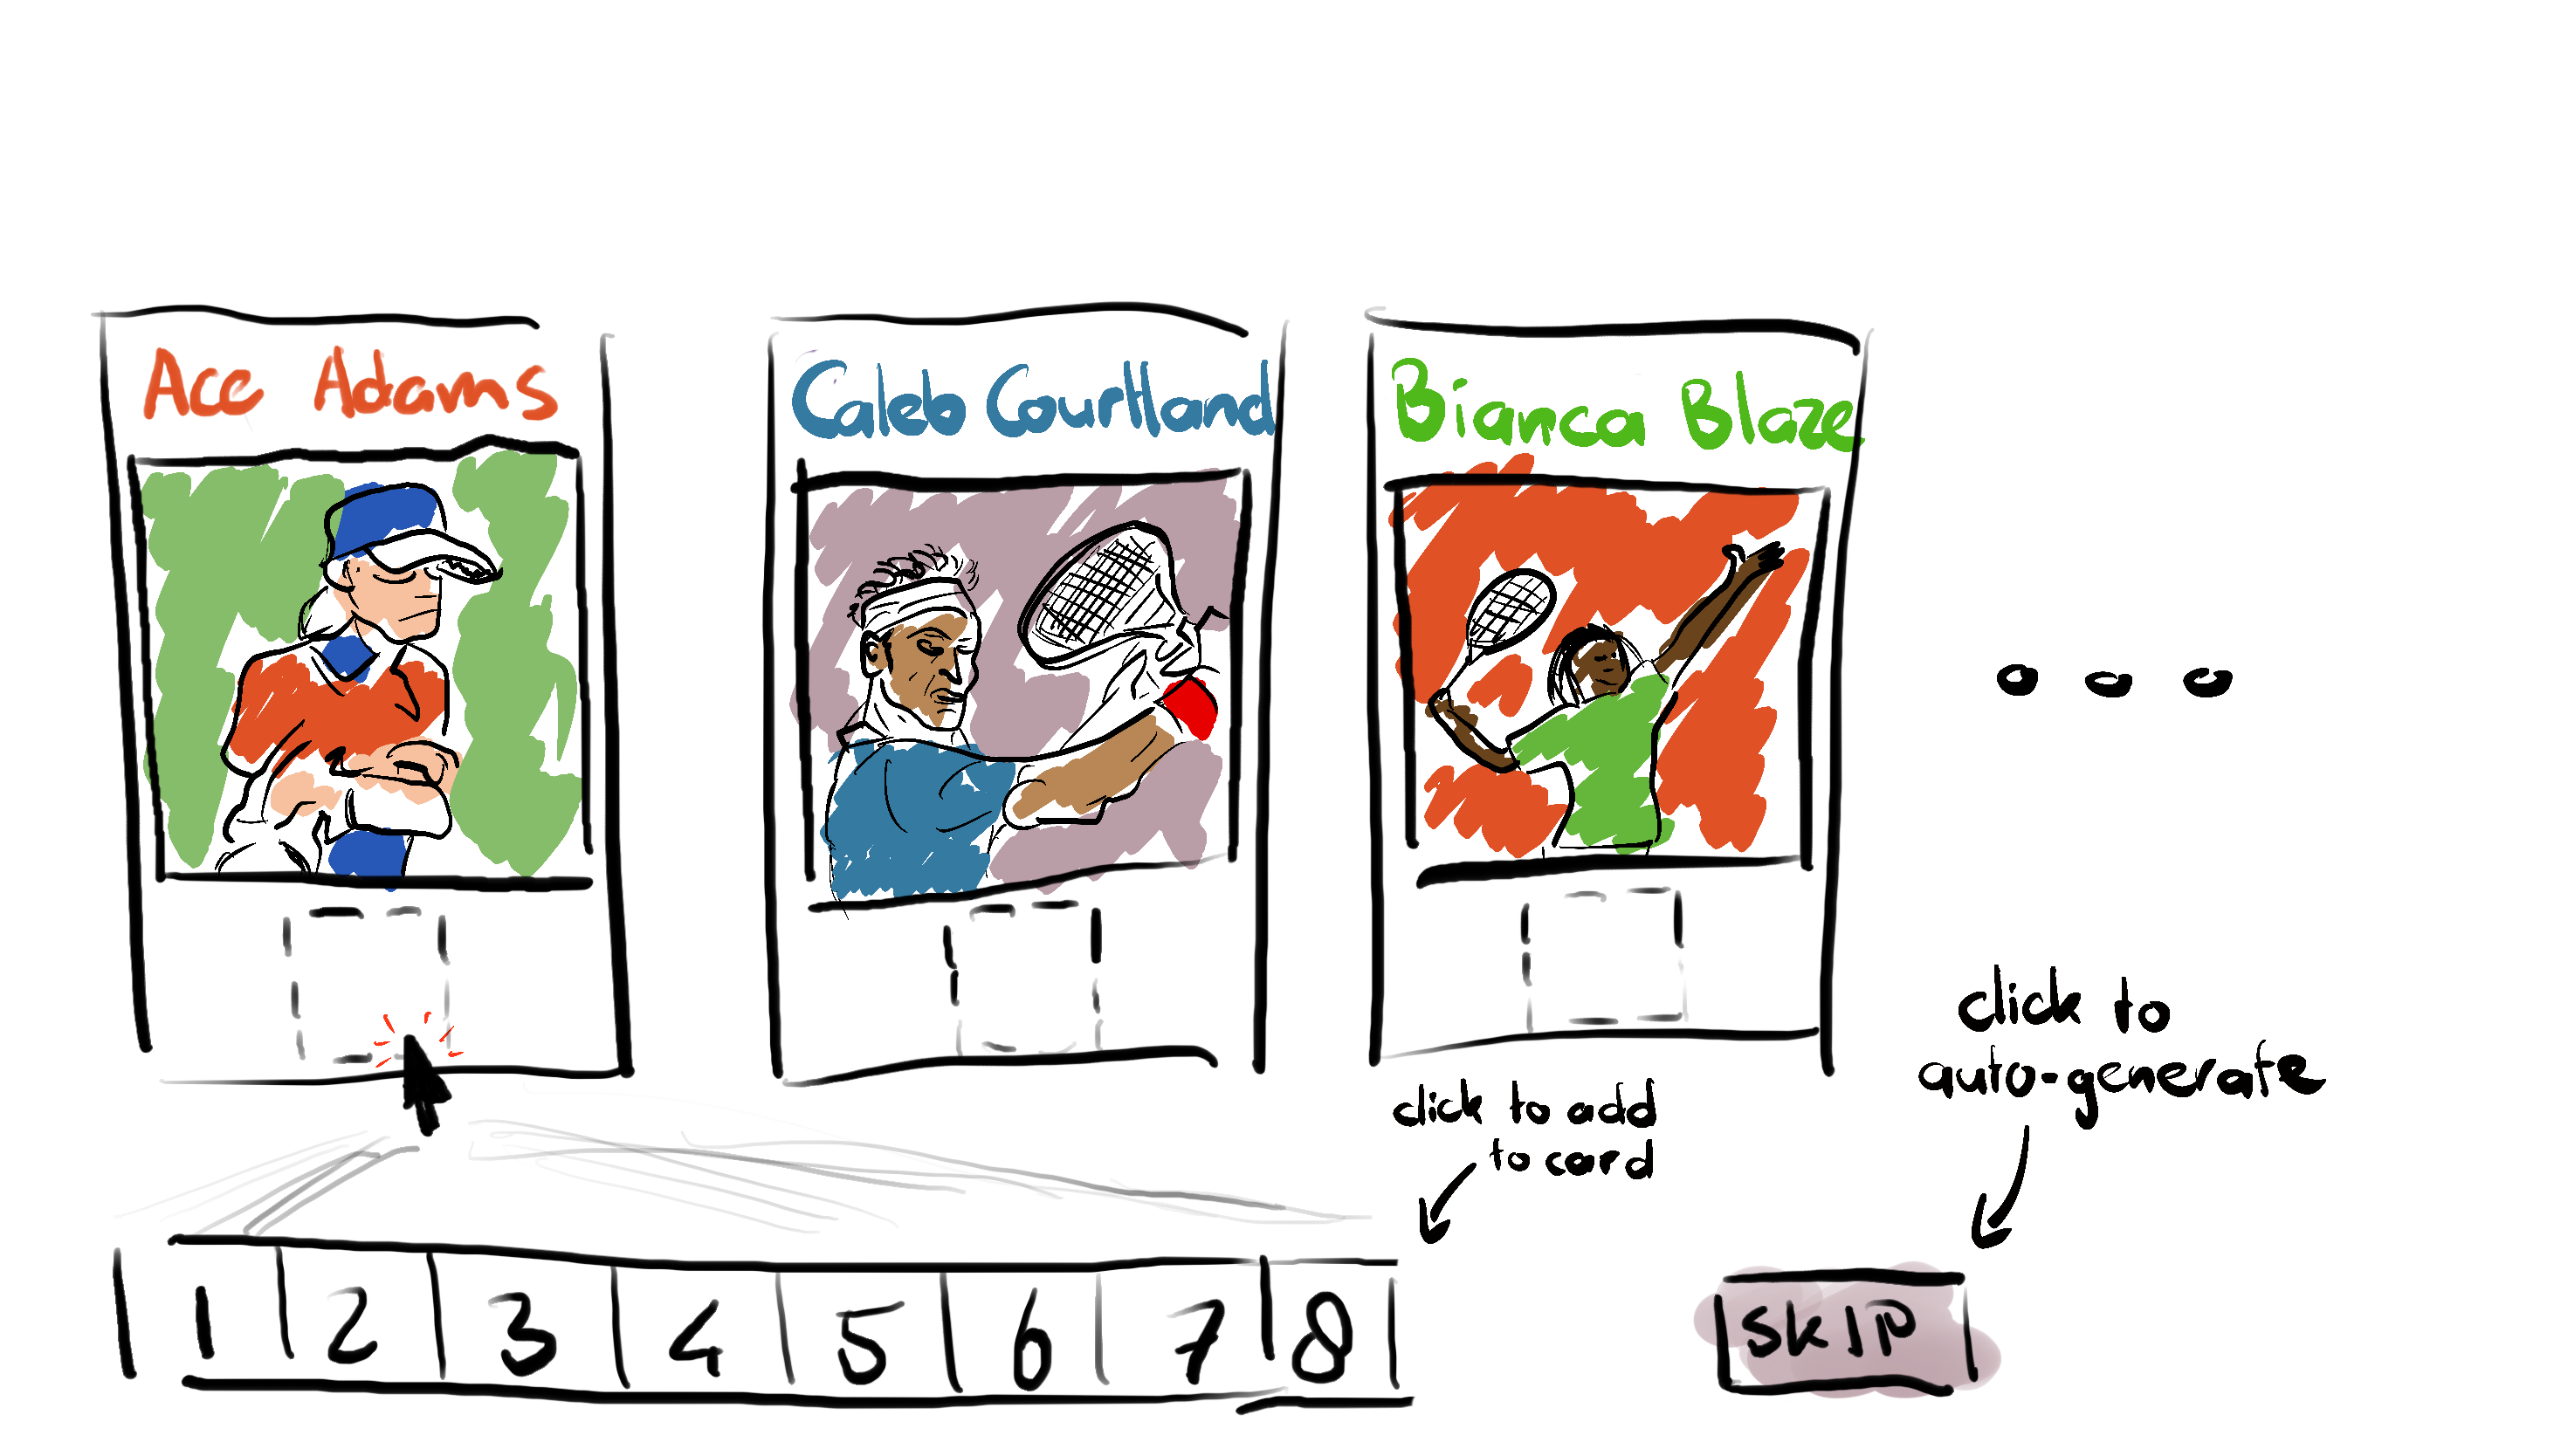 Ace Adams
Caleb Courtland
Bianca Blaze
click to
auto-generate
click to add
to card
1 2 3 4 5 6 7 8
SKIP